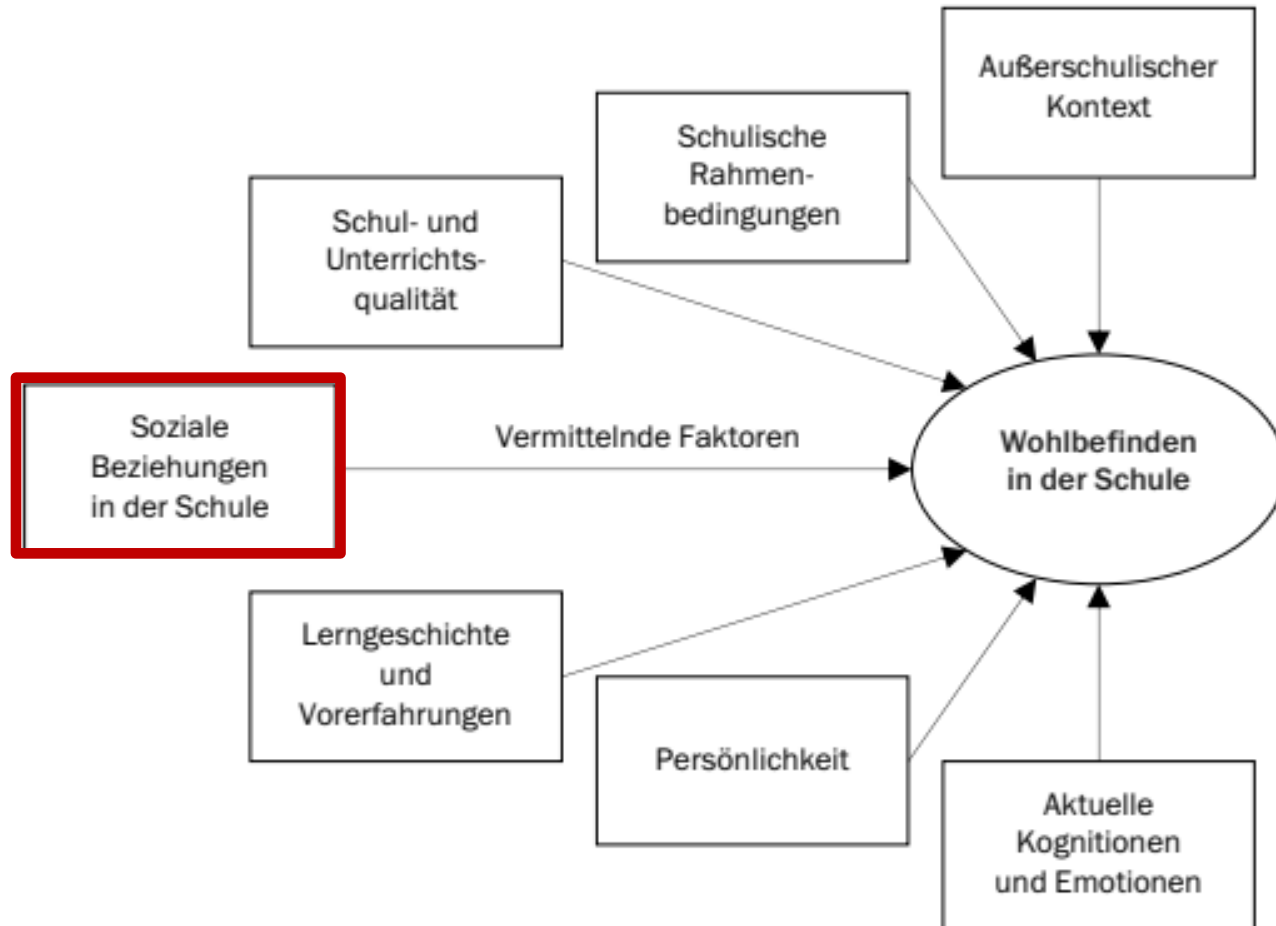 Außerschulischer
Kontext
Schulische
Rahmen-
bedingungen
Schul- und
Unterrichts-
qualität
Soziale
Beziehungen
in der Schule
Vermittelnde Faktoren
Wohlbefinden
in der Schule
Lerngeschichte
und
Vorerfahrungen
Persönlichkeit
Aktuelle
Kognitionen
und Emotionen